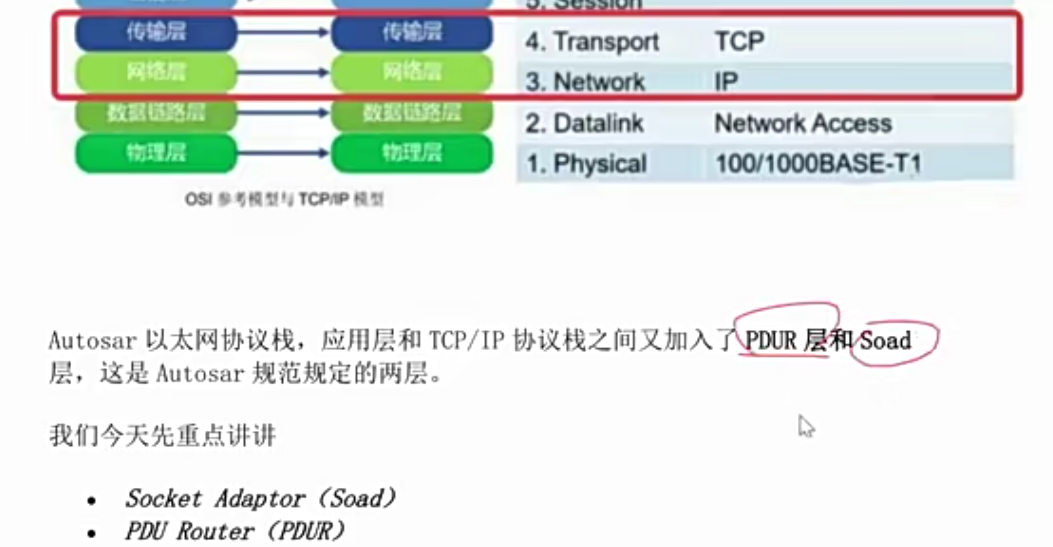 5. Session
传输层 传输层 4. Transport TCP
网络层 网络层 3. Network IP
数据链路层 数据链路层 2. Datalink Network Access
物理层 物理层 1. Physical 100/1000BASE-T1
OSI 参考模型与 TCP/IP 模型
Autosar 以太网协议栈，应用层和 TCP/IP 协议栈之间又加入了 PDUR 层和 Soad
层，这是 Autosar 规范规定的两层。
我们今天先重点讲讲
• Socket Adaptor（Soad）
• PDU Router（PDUR）